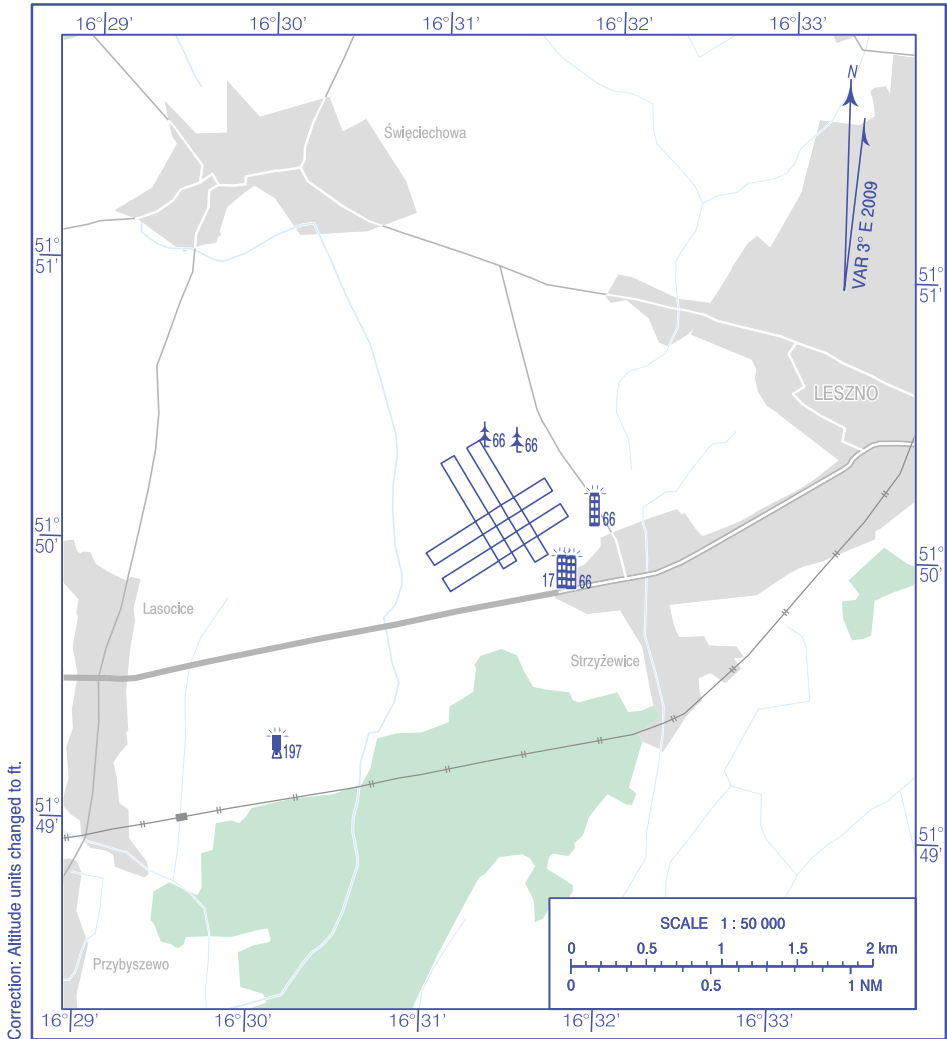 16°29' 16°30' 16°31' 16°32' 16°33'
N
VAR 3° E 2009
Święciechowa
51°
51'
51°
51'
LESZNO
66 66
66
51°
50'
51°
50'
17 66
Lasocice
Strzyżewice
197
51°
49'
51°
49'
Przybyszewo
SCALE 1 : 50 000
0 0.5 1 1.5 2 km
0 0.5 1 NM
16°29' 16°30' 16°31' 16°32' 16°33'
Correction: Altitude units changed to ft.